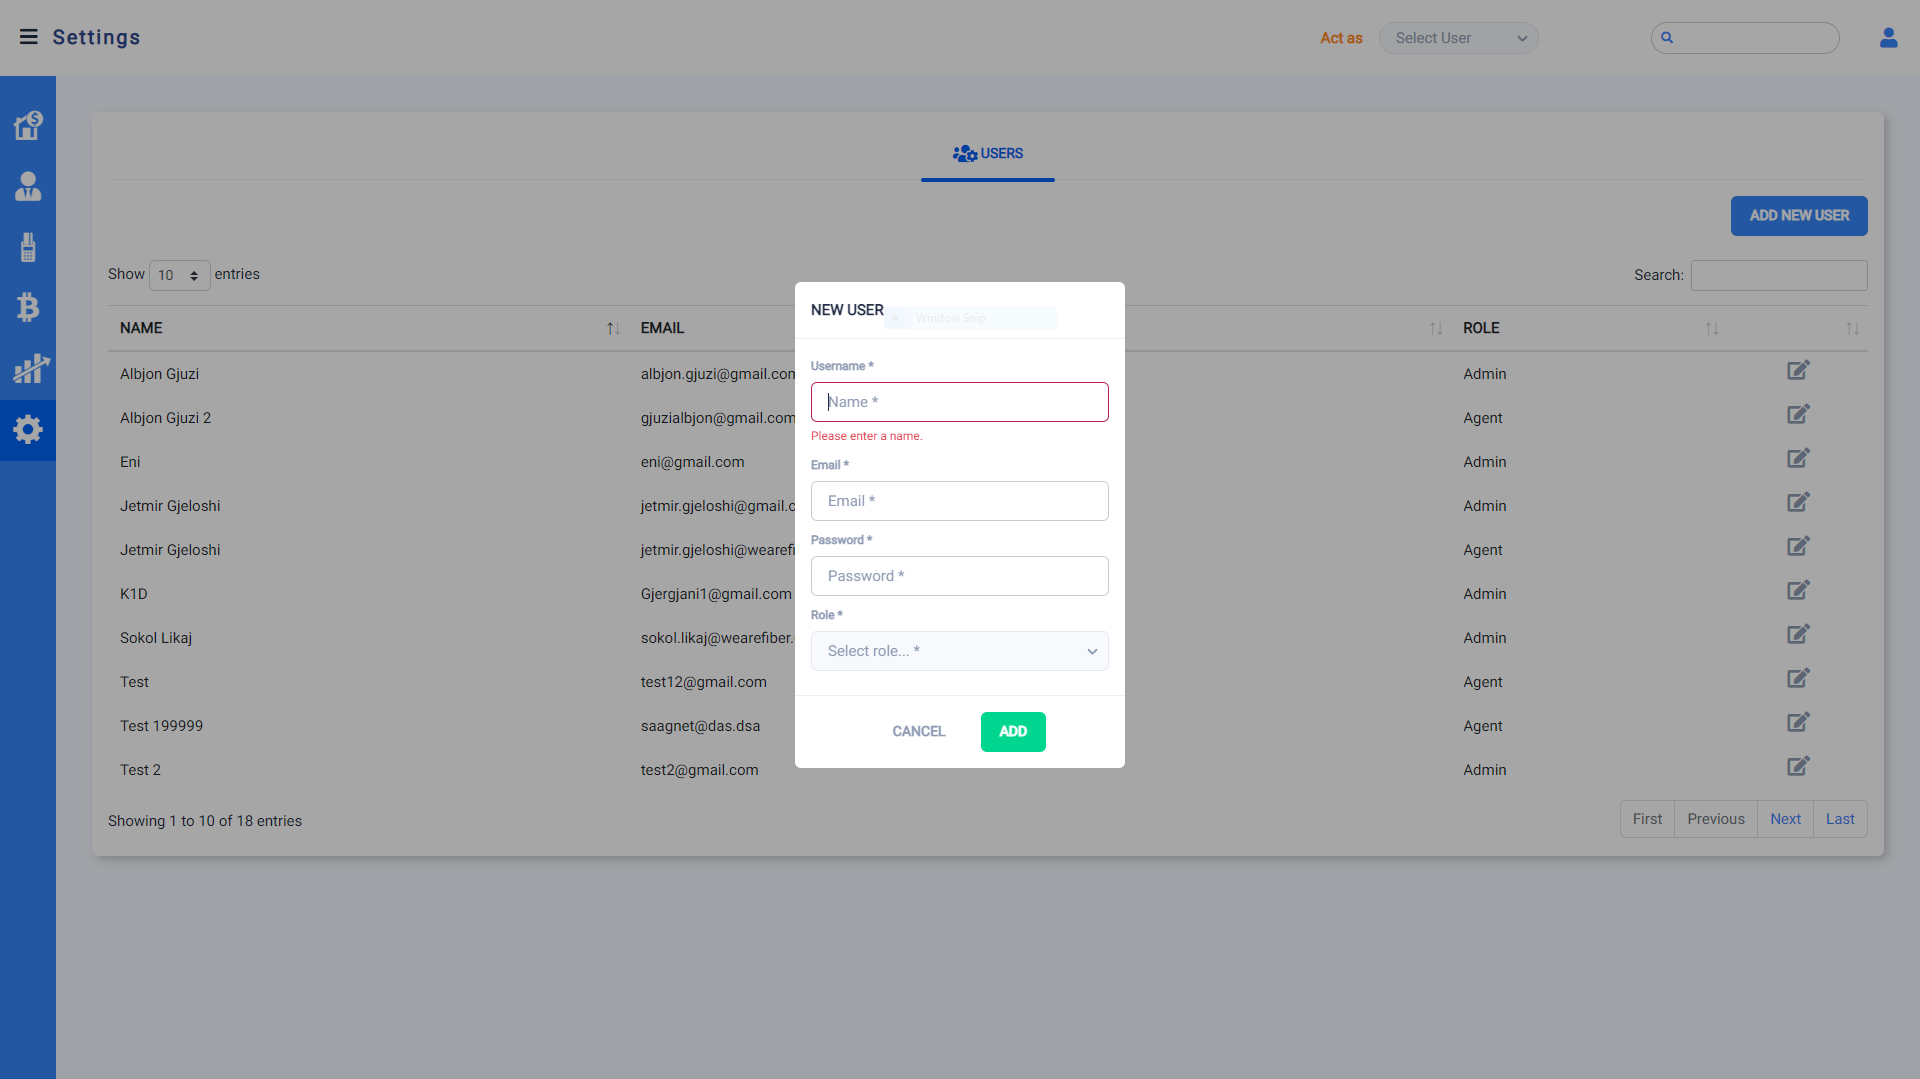 Settings
Act as
Select User
USERS
ADD NEW USER
Show 10 entries
Search:
NAME EMAIL ROLE
Albjon Gjuzi albjon.gjuzi@gmail.com Admin
Albjon Gjuzi 2 gjuzialbjon@gmail.com Agent
Eni eni@gmail.com Admin
Jetmir Gjeloshi jetmir.gjeloshi@gmail.c Admin
Jetmir Gjeloshi jetmir.gjeloshi@wearefi Agent
K1D Gjergjani1@gmail.com Admin
Sokol Likaj sokol.likaj@wearefiber. Admin
Test test12@gmail.com Agent
Test 199999 saagnet@das.dsa Agent
Test 2 test2@gmail.com Admin
Showing 1 to 10 of 18 entries
First Previous Next Last
NEW USER
Window Snip
Username *
Name *
Please enter a name.
Email *
Email *
Password *
Password *
Role *
Select role... *
CANCEL ADD